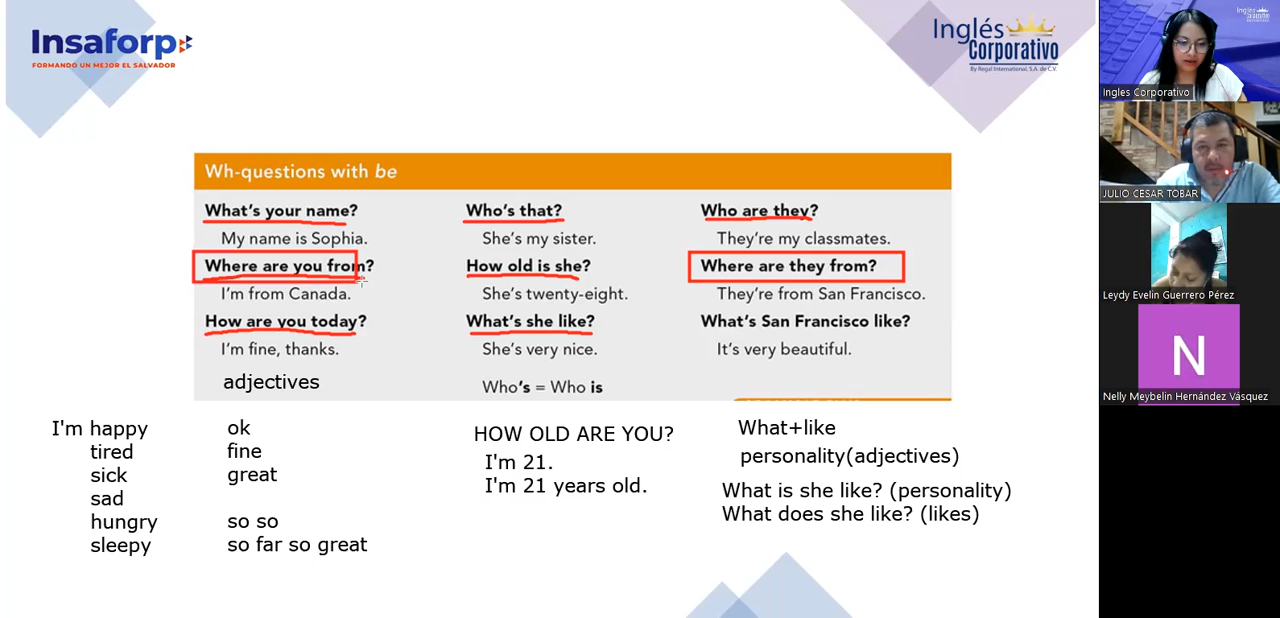 Insaforp
FORMANDO UN MEJOR EL SALVADOR
Inglés
Corporativo
By Regal International, S.A. de C.V.
Wh-questions with be
What's your name?
My name is Sophia.
Where are you from?
I'm from Canada.
How are you today?
I'm fine, thanks.
adjectives
Who's that?
She's my sister.
How old is she?
She's twenty-eight.
What's she like?
She's very nice.
Who's = Who is
Who are they?
They're my classmates.
Where are they from?
They're from San Francisco.
What's San Francisco like?
It's very beautiful.
I'm happy
tired
sick
sad
hungry
sleepy
ok
fine
great
so so
so far so great
HOW OLD ARE YOU?
I'm 21.
I'm 21 years old.
What+like
personality(adjectives)
What is she like? (personality)
What does she like? (likes)
Inglés
Ingles Corporativo
JULIO CESAR TOBAR
Leydy Evelin Guerrero Pérez
N
Nelly Meybelin Hernández Vásquez